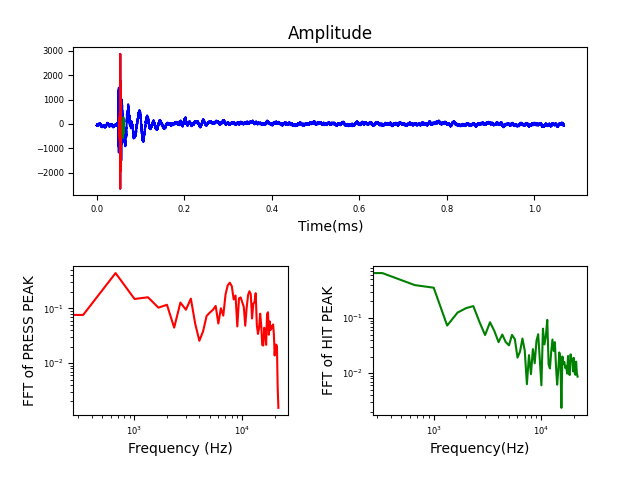 Amplitude
3000
2000
1000
0
−1000
−2000
0.0 0.2 0.4 0.6 0.8 1.0
Time(ms)
FFT of PRESS PEAK
10⁻¹
10⁻²
10³ 10⁴
Frequency (Hz)
FFT of HIT PEAK
10⁻¹
10⁻²
10³ 10⁴
Frequency(Hz)